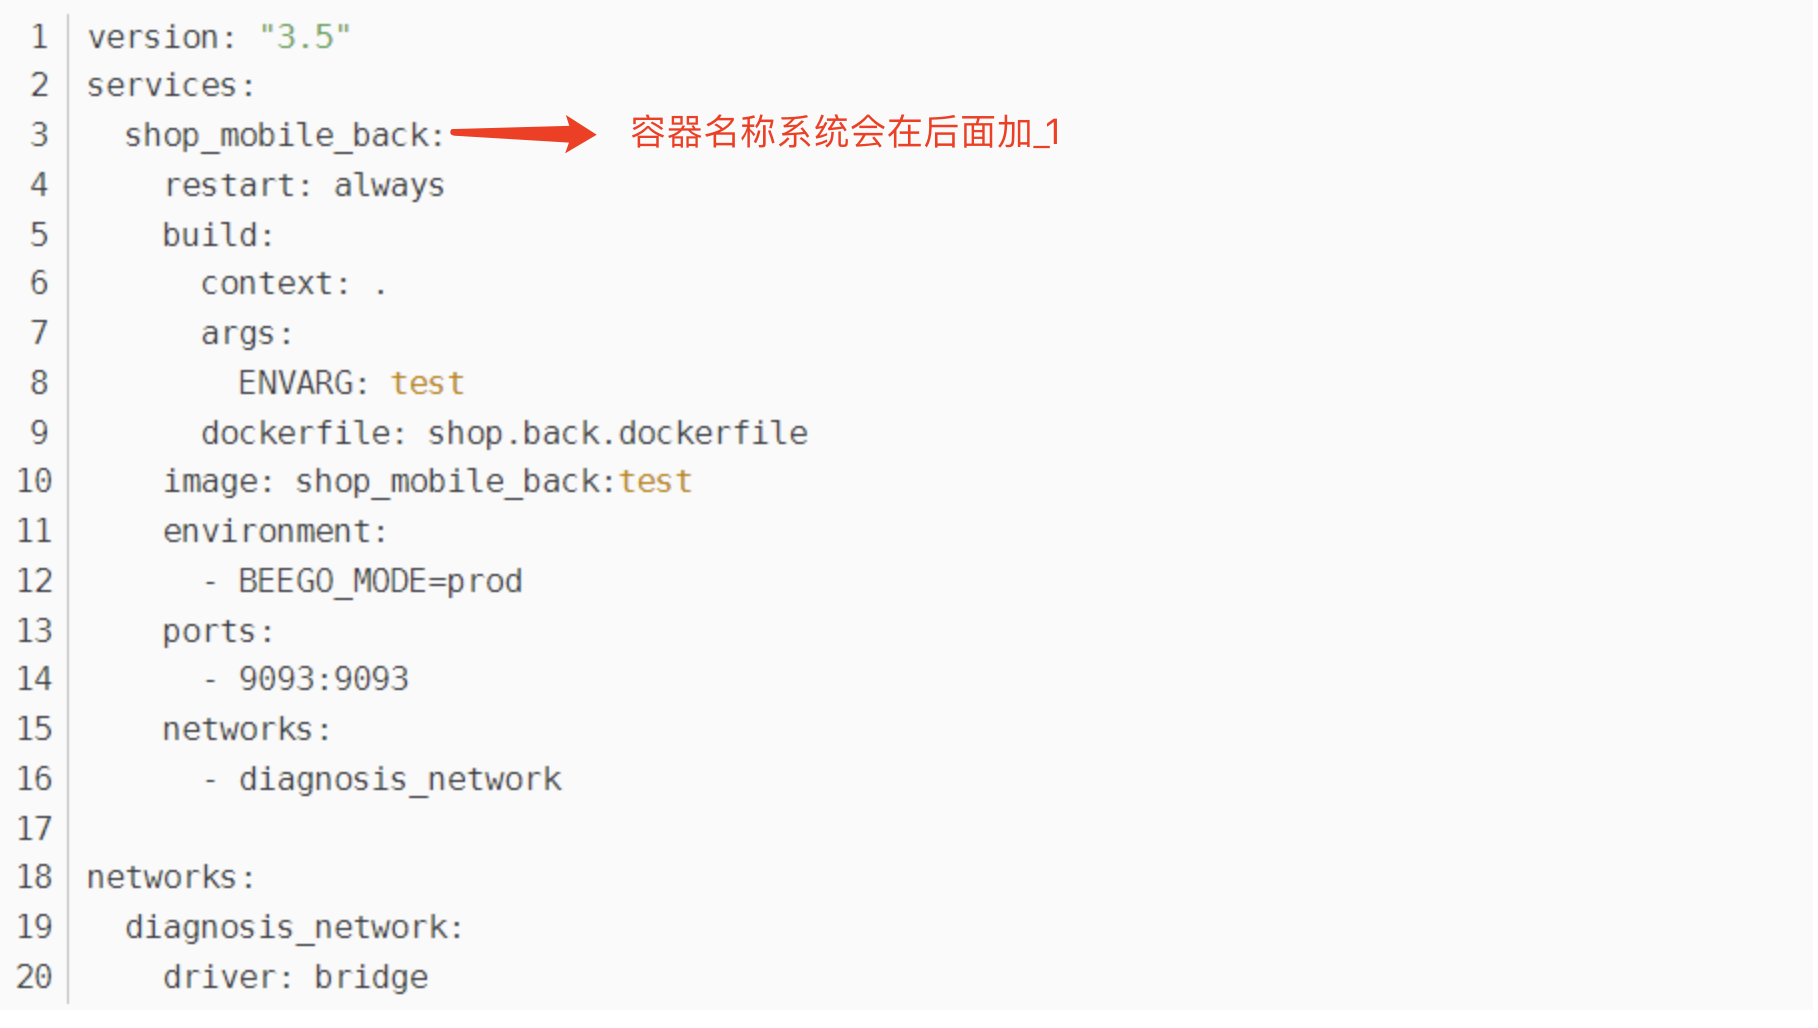 1 version: "3.5"
2 services:
3   shop_mobile_back: 容器名称系统会在后面加_1
4     restart: always
5     build:
6       context: .
7       args:
8         ENVARG: test
9       dockerfile: shop.back.dockerfile
10     image: shop_mobile_back:test
11     environment:
12       - BEEGO_MODE=prod
13     ports:
14       - 9093:9093
15     networks:
16       - diagnosis_network
17
18 networks:
19   diagnosis_network:
20     driver: bridge